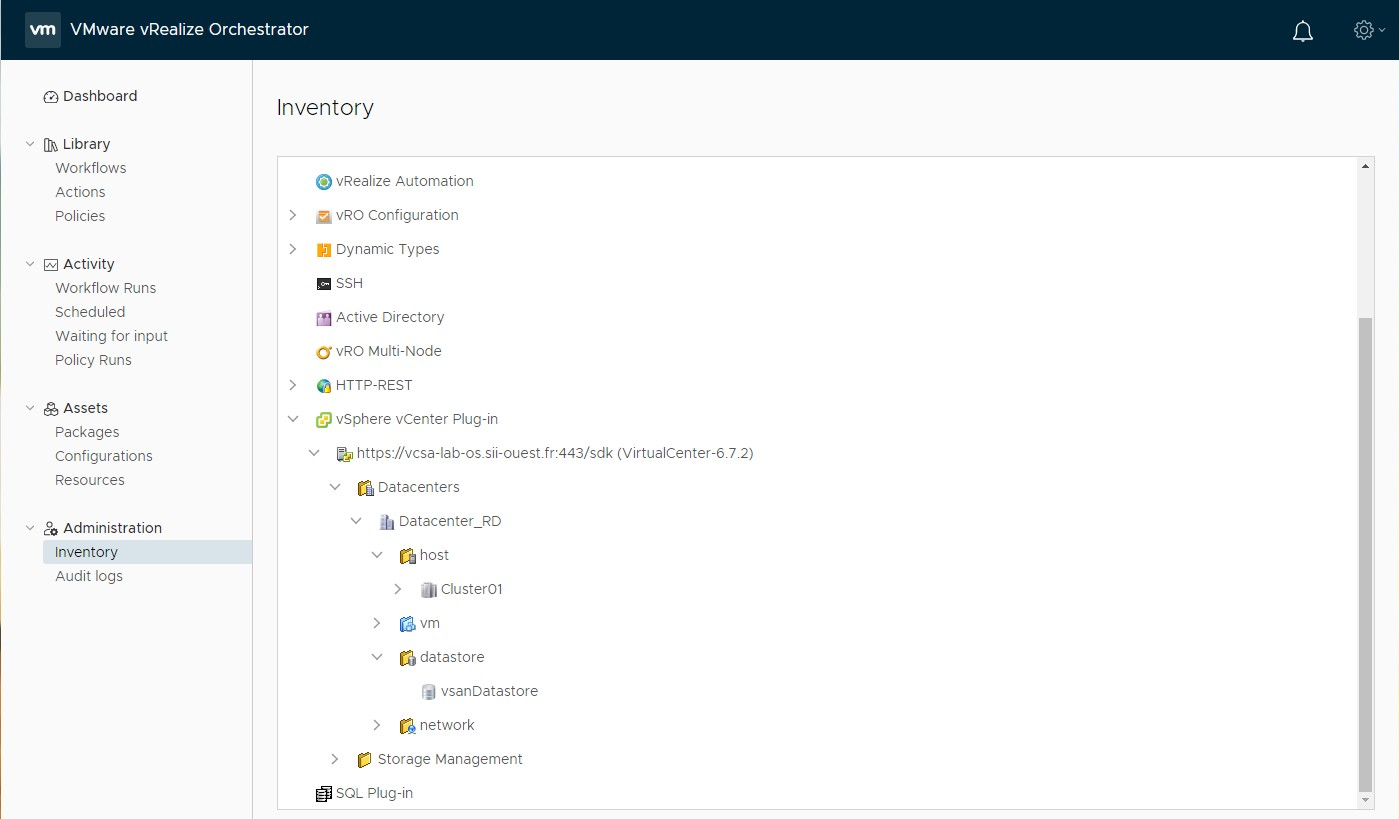 vm VMware vRealize Orchestrator
Dashboard
Library
Workflows
Actions
Policies
Activity
Workflow Runs
Scheduled
Waiting for input
Policy Runs
Assets
Packages
Configurations
Resources
Administration
Inventory
Audit logs
Inventory
vRealize Automation
vRO Configuration
Dynamic Types
SSH
Active Directory
vRO Multi-Node
HTTP-REST
vSphere vCenter Plug-in
https://vcsa-lab-os.sii-ouest.fr:443/sdk (VirtualCenter-6.7.2)
Datacenters
Datacenter_RD
host
Cluster01
vm
datastore
vsanDatastore
network
Storage Management
SQL Plug-in